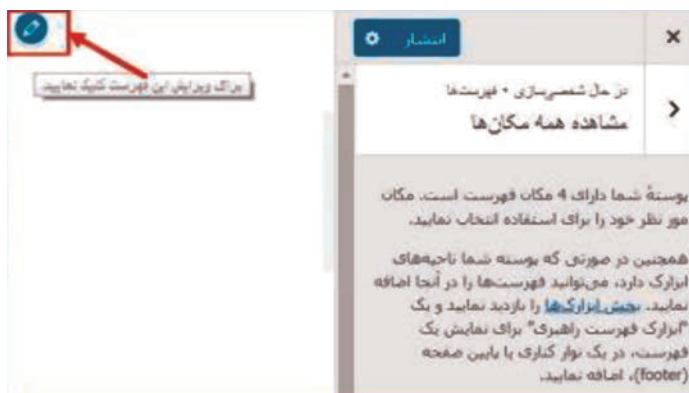 انتشار
برای ویرایش این فهرست کلیک نمایید.
در حال شخصی‌سازی • فهرست‌ها
مشاهده همه مکان‌ها
پوستهٔ شما دارای 4 مکان فهرست است. مکان
مور نظر خود را برای استفاده انتخاب نمایید.
همچنین در صورتی که پوسته شما ناحیه‌های
ابزارک دارد، می‌توانید فهرست‌ها را در آنجا اضافه
نمایید. بخش ابزارک‌ها را بازدید نمایید و یک
"ابزارک فهرست راهبری" برای نمایش یک
فهرست، در یک نوار کناری یا پایین صفحه
(footer)، اضافه نمایید.